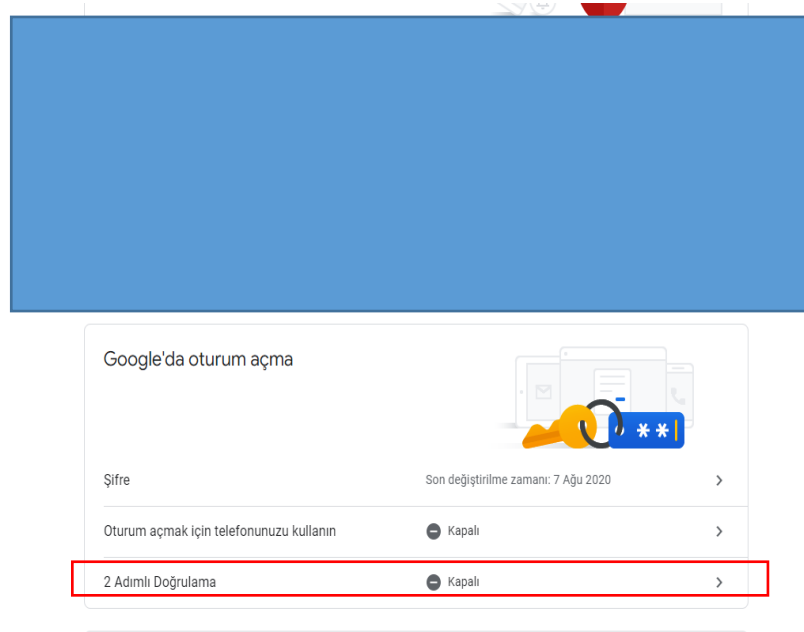 Google'da oturum açma
**
Şifre Son değiştirilme zamanı: 7 Ağu 2020
Oturum açmak için telefonunuzu kullanın Kapalı
2 Adımlı Doğrulama Kapalı